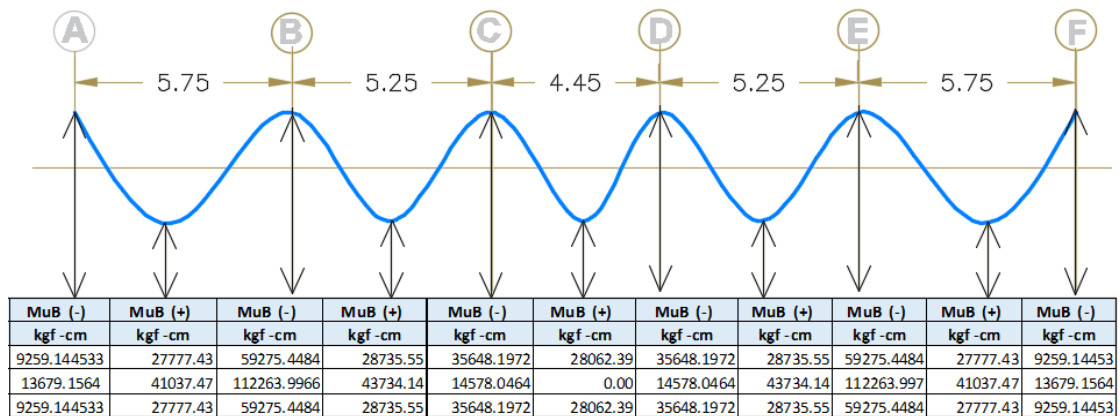 A B C D E F
5.75 5.25 4.45 5.25 5.75
MuB (-) MuB (+) MuB (-) MuB (+) MuB (-) MuB (+) MuB (-) MuB (+) MuB (-) MuB (+) MuB (-)
kgf-cm kgf-cm kgf-cm kgf-cm kgf-cm kgf-cm kgf-cm kgf-cm kgf-cm kgf-cm kgf-cm
9259.144533 27777.43 59275.4484 28735.55 35648.1972 28062.39 35648.1972 28735.55 59275.4484 27777.43 9259.14453
13679.1564 41037.47 112263.9966 43734.14 14578.0464 0.00 14578.0464 43734.14 112263.997 41037.47 13679.1564
9259.144533 27777.43 59275.4484 28735.55 35648.1972 28062.39 35648.1972 28735.55 59275.4484 27777.43 9259.14453